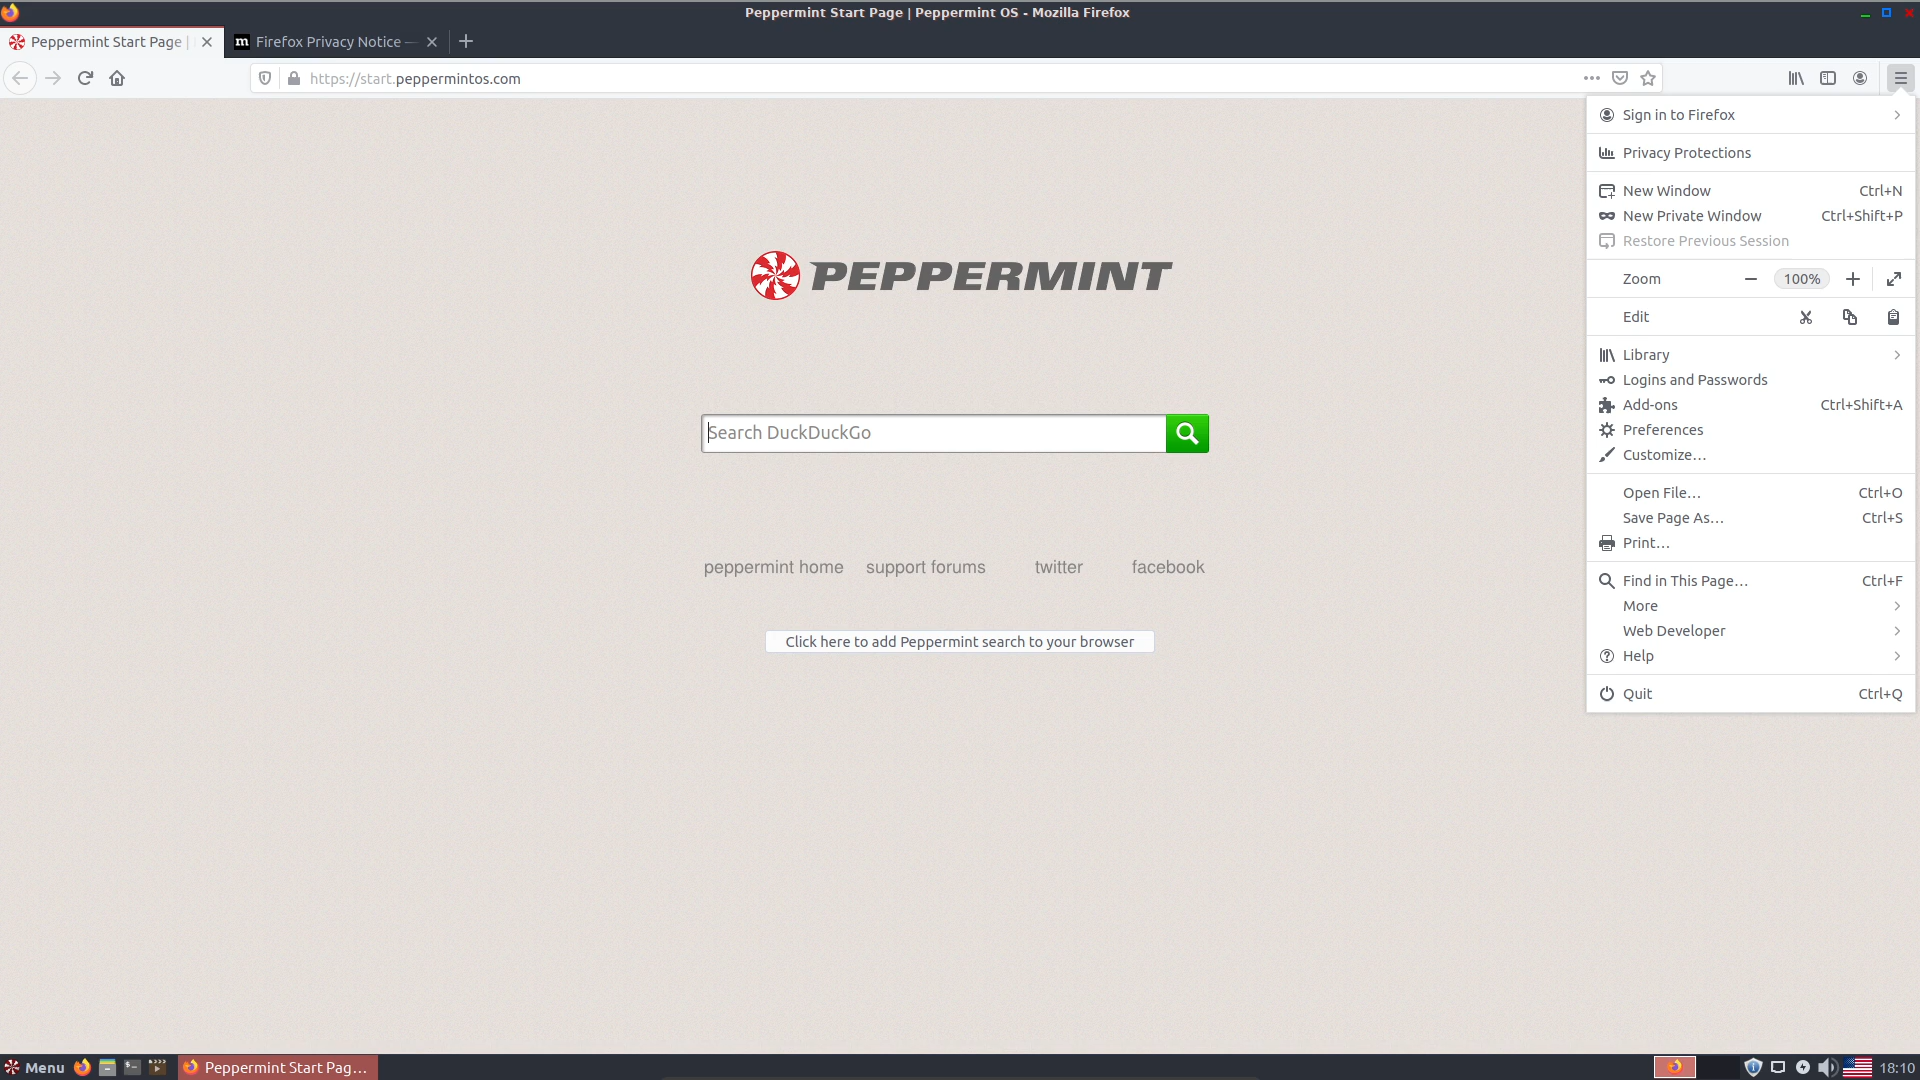 Peppermint Start Page | Peppermint OS - Mozilla Firefox
Peppermint Start Page |
Firefox Privacy Notice —
https://start.peppermintos.com
Sign in to Firefox
Privacy Protections
New Window Ctrl+N
New Private Window Ctrl+Shift+P
Restore Previous Session
Zoom 100%
Edit
Library
Logins and Passwords
Add-ons Ctrl+Shift+A
Preferences
Customize…
Open File… Ctrl+O
Save Page As… Ctrl+S
Print…
Find in This Page… Ctrl+F
More
Web Developer
Help
Quit Ctrl+Q
PEPPERMINT
Search DuckDuckGo
peppermint home support forums twitter facebook
Click here to add Peppermint search to your browser
Menu
Peppermint Start Pag…
18:10